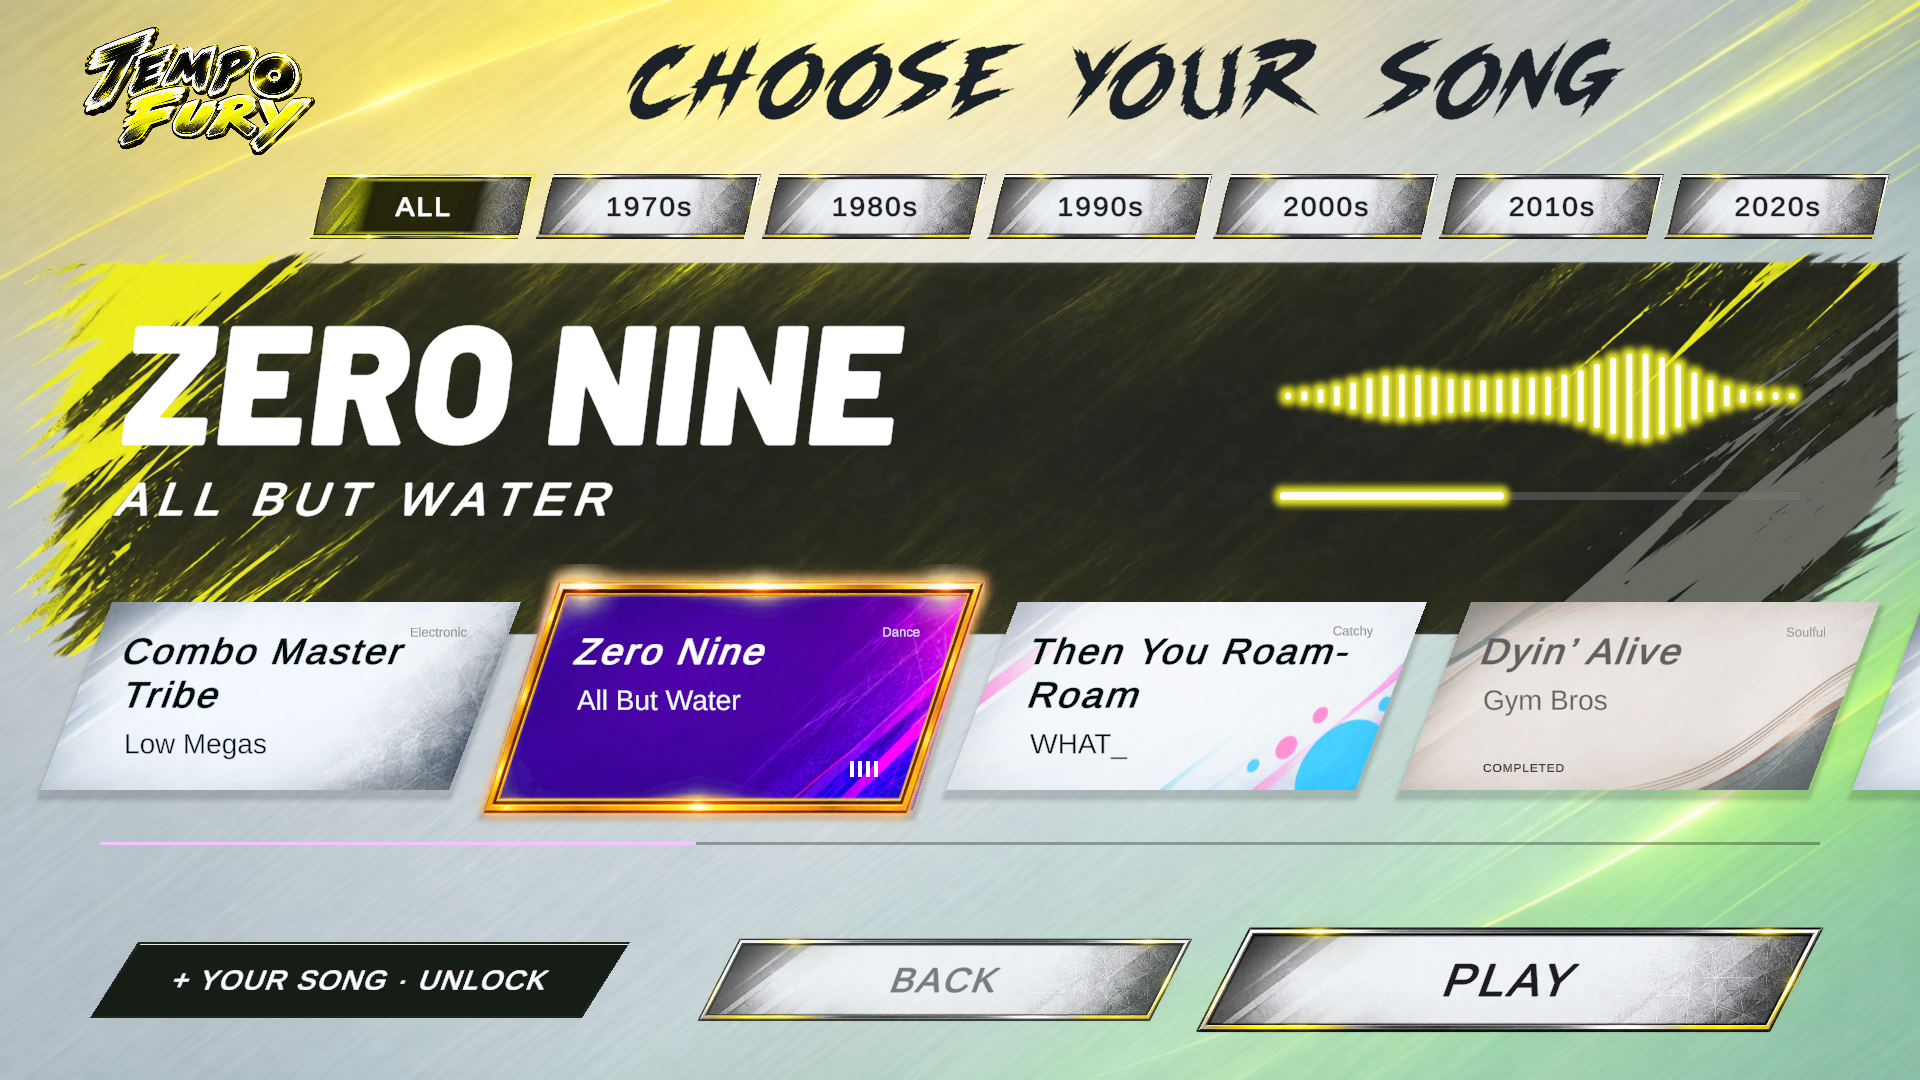 TEMPO
FURY
CHOOSE YOUR SONG
ALL
1970s
1980s
1990s
2000s
2010s
2020s
ZERO NINE
ALL BUT WATER
Combo Master
Tribe
Electronic
Low Megas
Zero Nine
Dance
All But Water
Then You Roam-
Roam
Catchy
WHAT_
Dyin’ Alive
Soulful
Gym Bros
COMPLETED
+ YOUR SONG · UNLOCK
BACK
PLAY